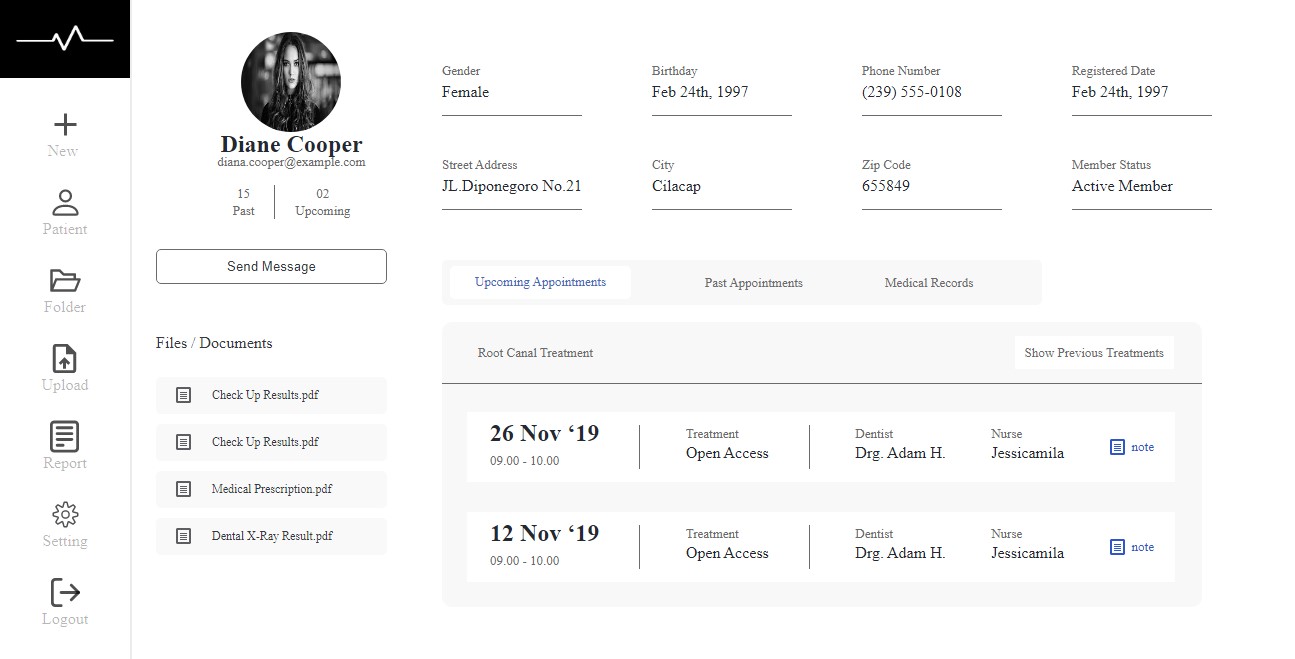 New
Patient
Folder
Upload
Report
Setting
Logout
Diane Cooper
diana.cooper@example.com
15 02
Past Upcoming
Send Message
Files / Documents
Check Up Results.pdf
Check Up Results.pdf
Medical Prescription.pdf
Dental X-Ray Result.pdf
Gender Birthday Phone Number Registered Date
Female Feb 24th, 1997 (239) 555-0108 Feb 24th, 1997
Street Address City Zip Code Member Status
JL.Diponegoro No.21 Cilacap 655849 Active Member
Upcoming Appointments Past Appointments Medical Records
Root Canal Treatment Show Previous Treatments
26 Nov ‘19 Treatment Dentist Nurse
09.00 - 10.00 Open Access Drg. Adam H. Jessicamila note
12 Nov ‘19 Treatment Dentist Nurse
09.00 - 10.00 Open Access Drg. Adam H. Jessicamila note